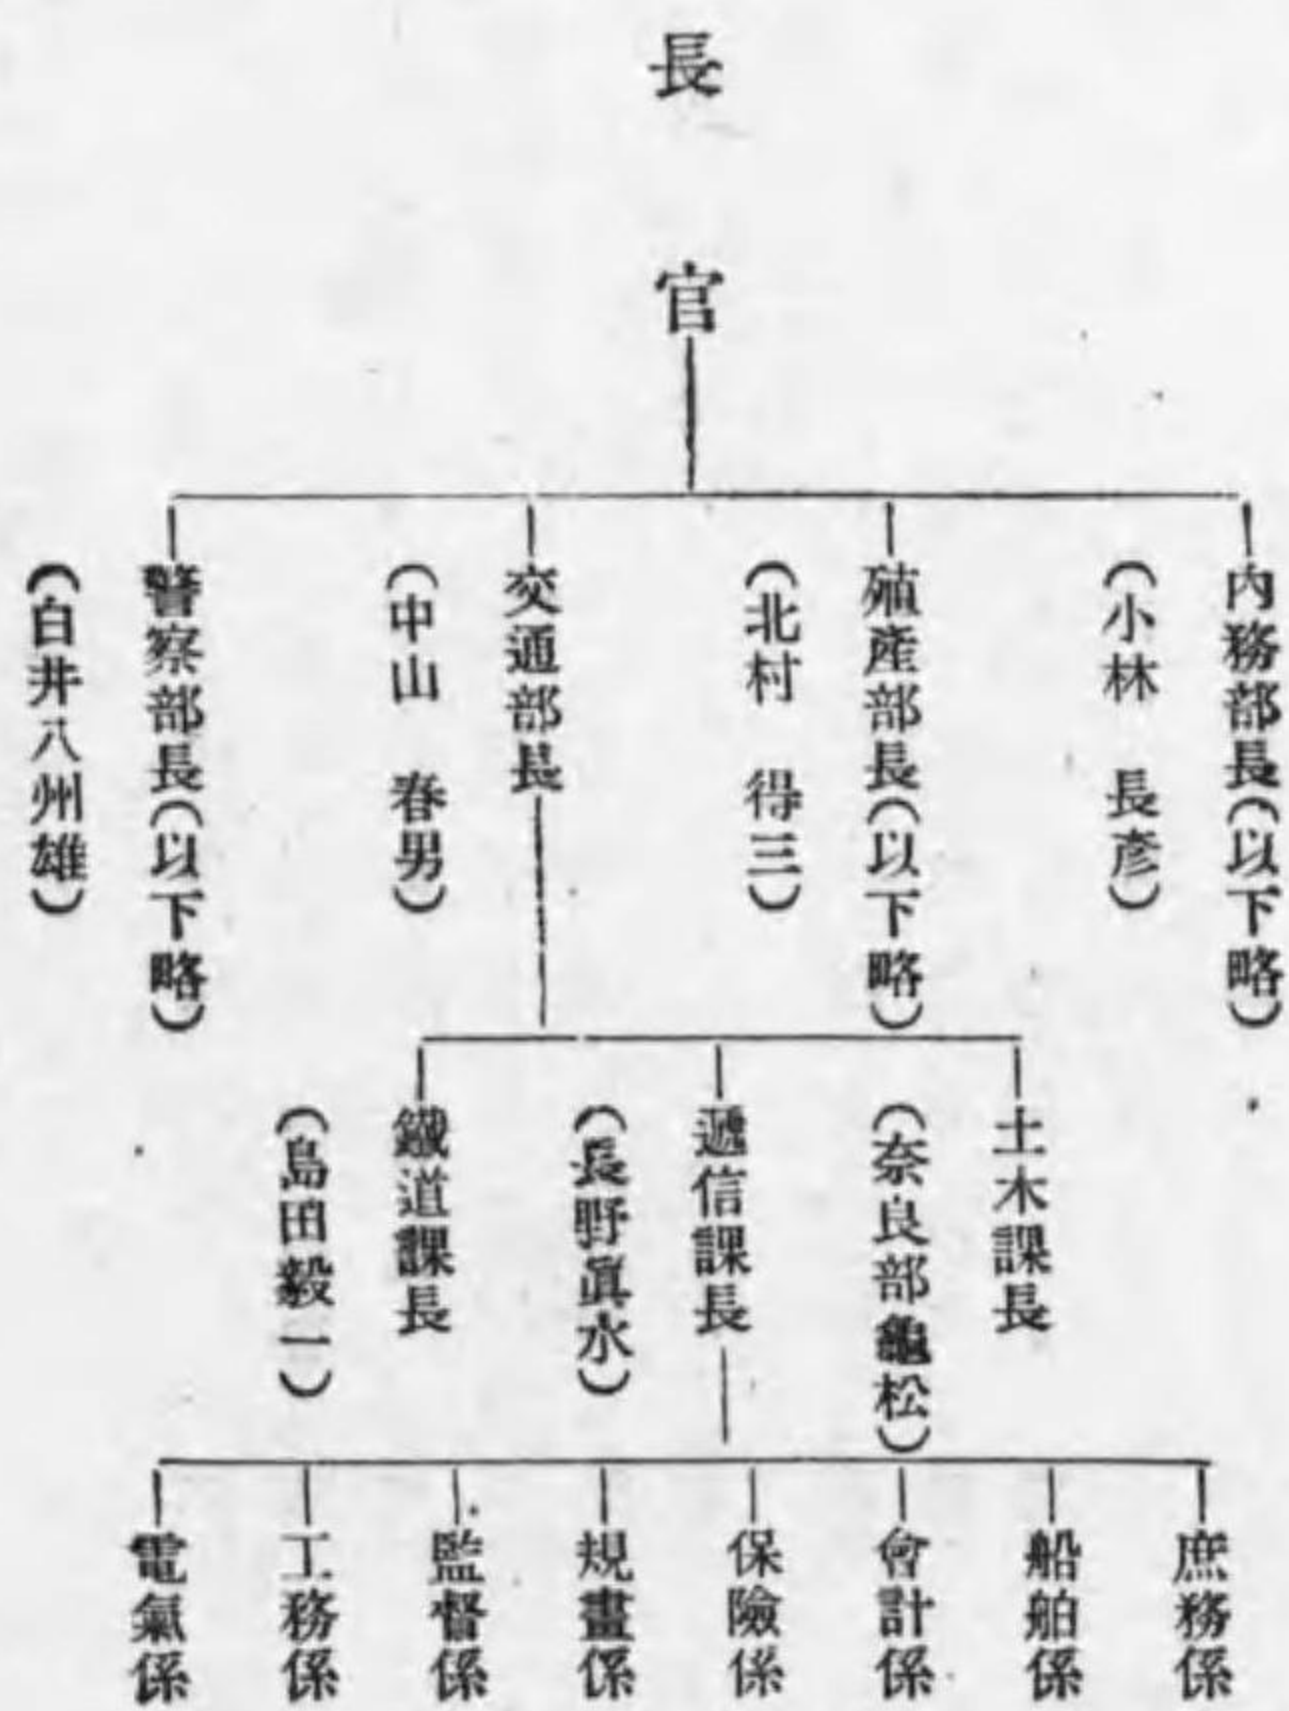 長官
內務部長(以下略)
(小林 長彥)
殖產部長(以下略)
(北村 得三)
交通部長
(中山 春男)
警察部長(以下略)
(白井八州雄)
土木課長
(奈良部龜松)
遞信課長
(長野眞水)
鐵道課長
(島田毅一)
庶務係
船舶係
會計係
保險係
規畫係
監督係
工務係
電氣係